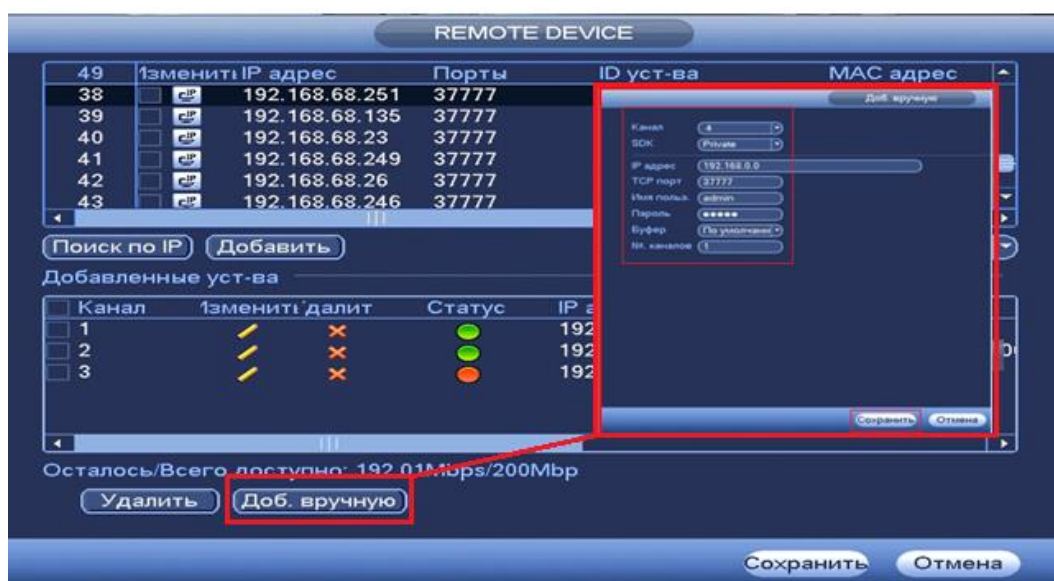 REMOTE DEVICE
49 Измените IP адрес Порты ID уст-ва MAC адрес
38 192.168.68.251 37777
39 192.168.68.135 37777
40 192.168.68.23 37777
41 192.168.68.249 37777
42 192.168.68.26 37777
43 192.168.68.246 37777
Поиск по IP Добавить
Добавленные уст-ва
Канал Статус IP
1 192
2 192
3 192
Осталось/Всего доступно: 192.01Mbps/200Mbp
Удалить Доб. вручную
Сохранить Отмена
Доб. вручную
Канал 4
SDK Private
IP адрес 192.168.0.0
TCP порт 37777
Имя польз. admin
Пароль •••••
Буфер По умолчани
№. каналов 1
Сохранить Отмена